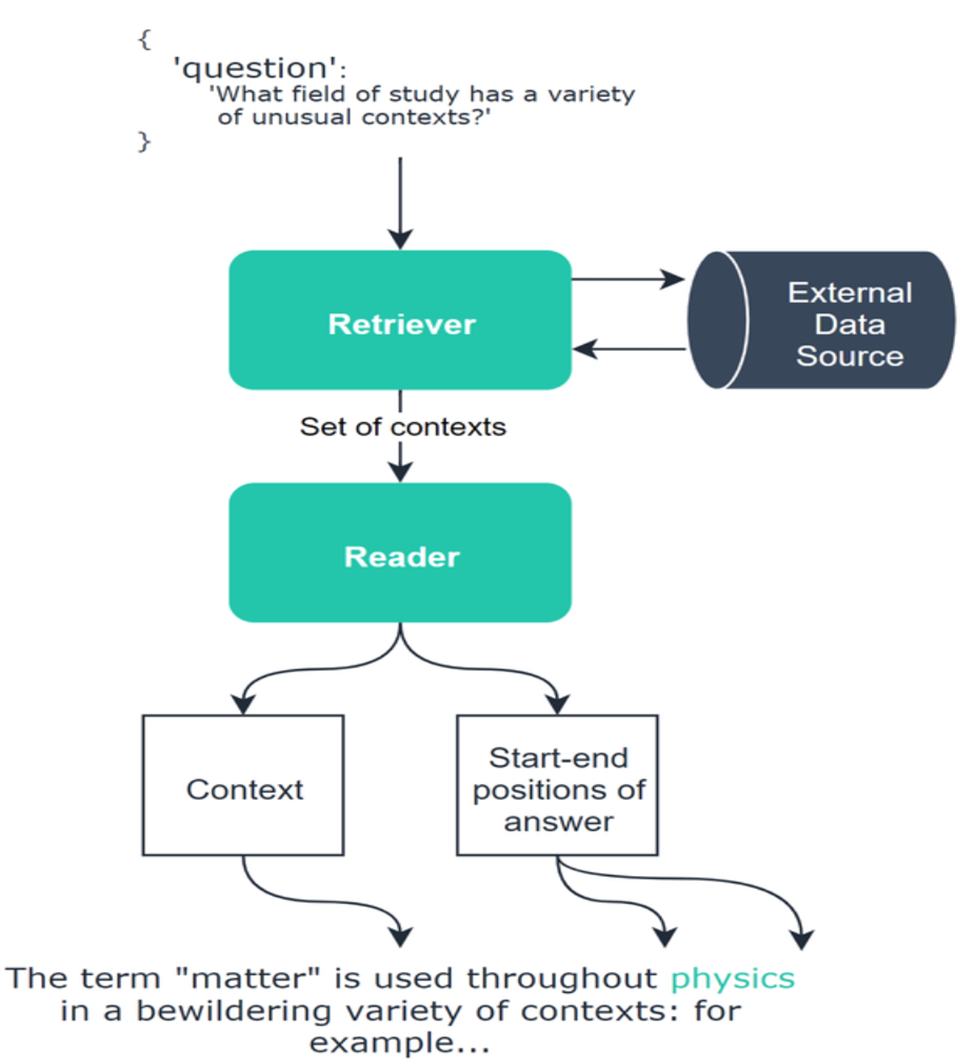 {
'question':
'What field of study has a variety
of unusual contexts?'
}
Retriever
External
Data
Source
Set of contexts
Reader
Context
Start-end
positions of
answer
The term "matter" is used throughout physics
in a bewildering variety of contexts: for
example...